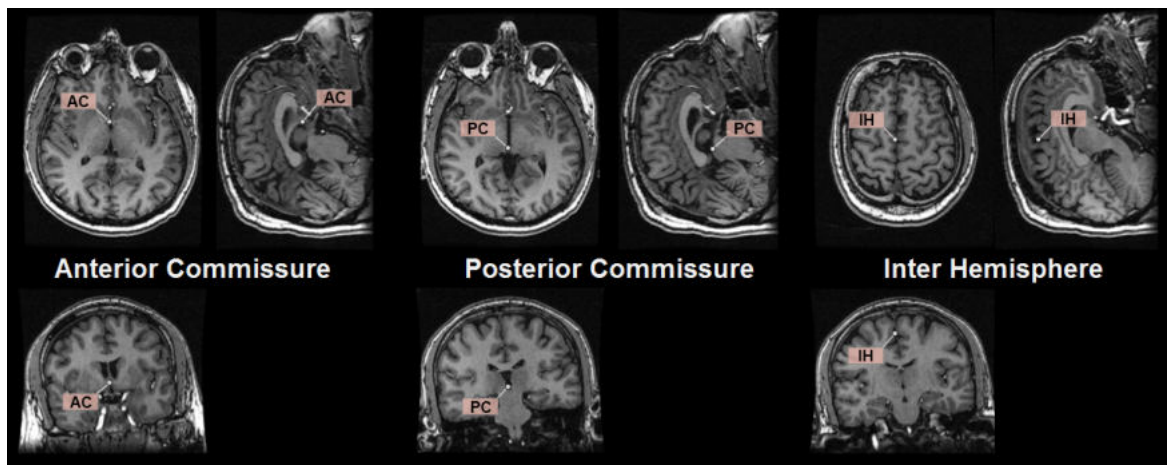 AC
AC
PC
PC
IH
IH
Anterior Commissure
Posterior Commissure
Inter Hemisphere
AC
PC
IH